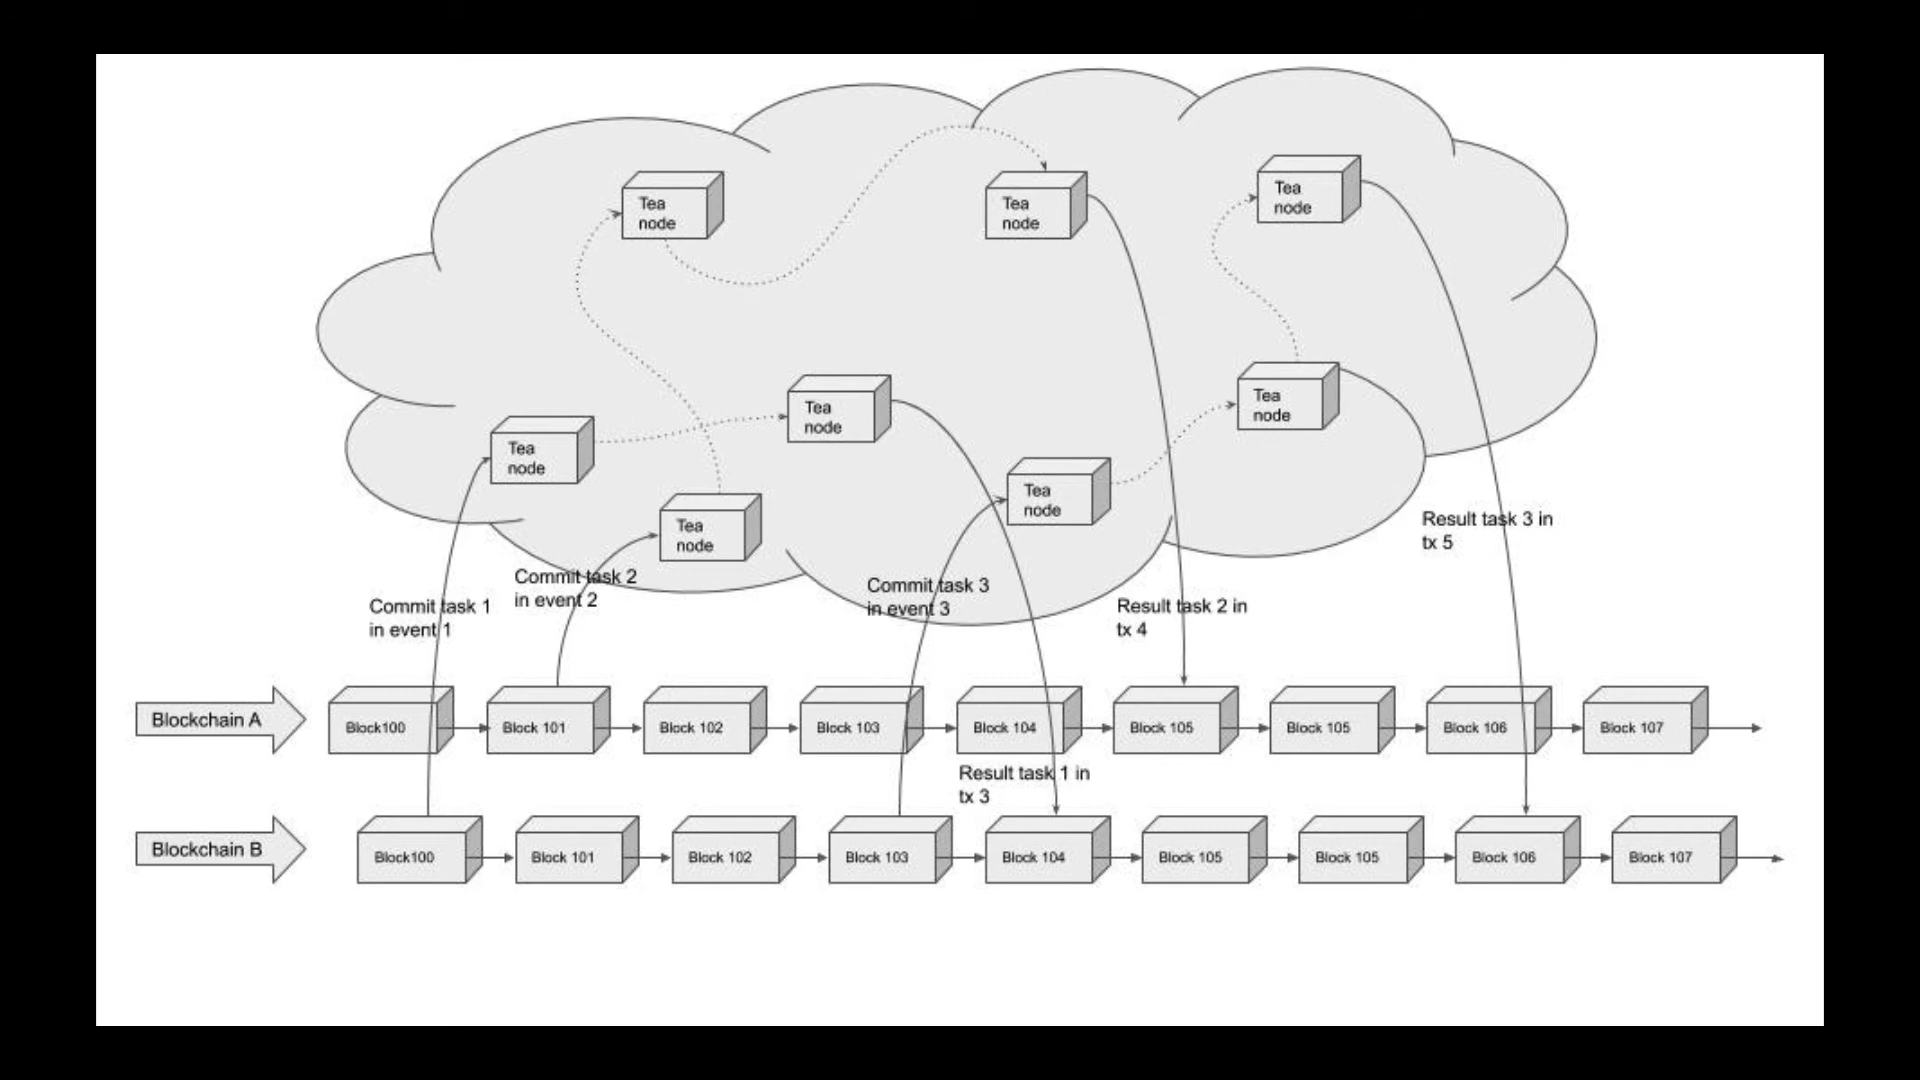 Tea
node
Tea
node
Tea
node
Tea
node
Tea
node
Tea
node
Tea
node
Tea
node
Result task 3 in
tx 5
Commit task 2
in event 2
Commit task 3
in event 3
Commit task 1
in event 1
Result task 2 in
tx 4
Blockchain A
Block100
Block 101
Block 102
Block 103
Block 104
Block 105
Block 105
Block 106
Block 107
Result task 1 in
tx 3
Blockchain B
Block100
Block 101
Block 102
Block 103
Block 104
Block 105
Block 105
Block 106
Block 107